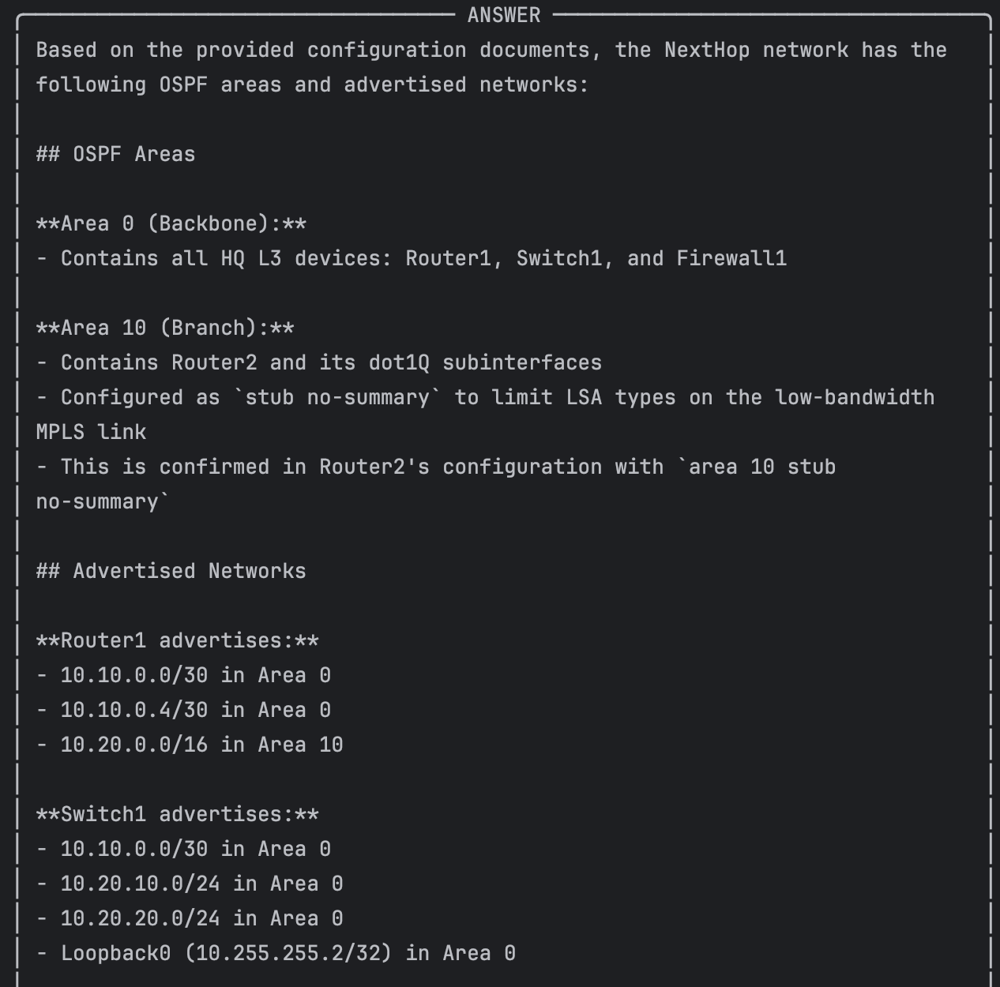 ANSWER
Based on the provided configuration documents, the NextHop network has the
following OSPF areas and advertised networks:
## OSPF Areas
**Area 0 (Backbone):**
- Contains all HQ L3 devices: Router1, Switch1, and Firewall1
**Area 10 (Branch):**
- Contains Router2 and its dot1Q subinterfaces
- Configured as `stub no-summary` to limit LSA types on the low-bandwidth
MPLS link
- This is confirmed in Router2's configuration with `area 10 stub
no-summary`
## Advertised Networks
**Router1 advertises:**
- 10.10.0.0/30 in Area 0
- 10.10.0.4/30 in Area 0
- 10.20.0.0/16 in Area 10
**Switch1 advertises:**
- 10.10.0.0/30 in Area 0
- 10.20.10.0/24 in Area 0
- 10.20.20.0/24 in Area 0
- Loopback0 (10.255.255.2/32) in Area 0